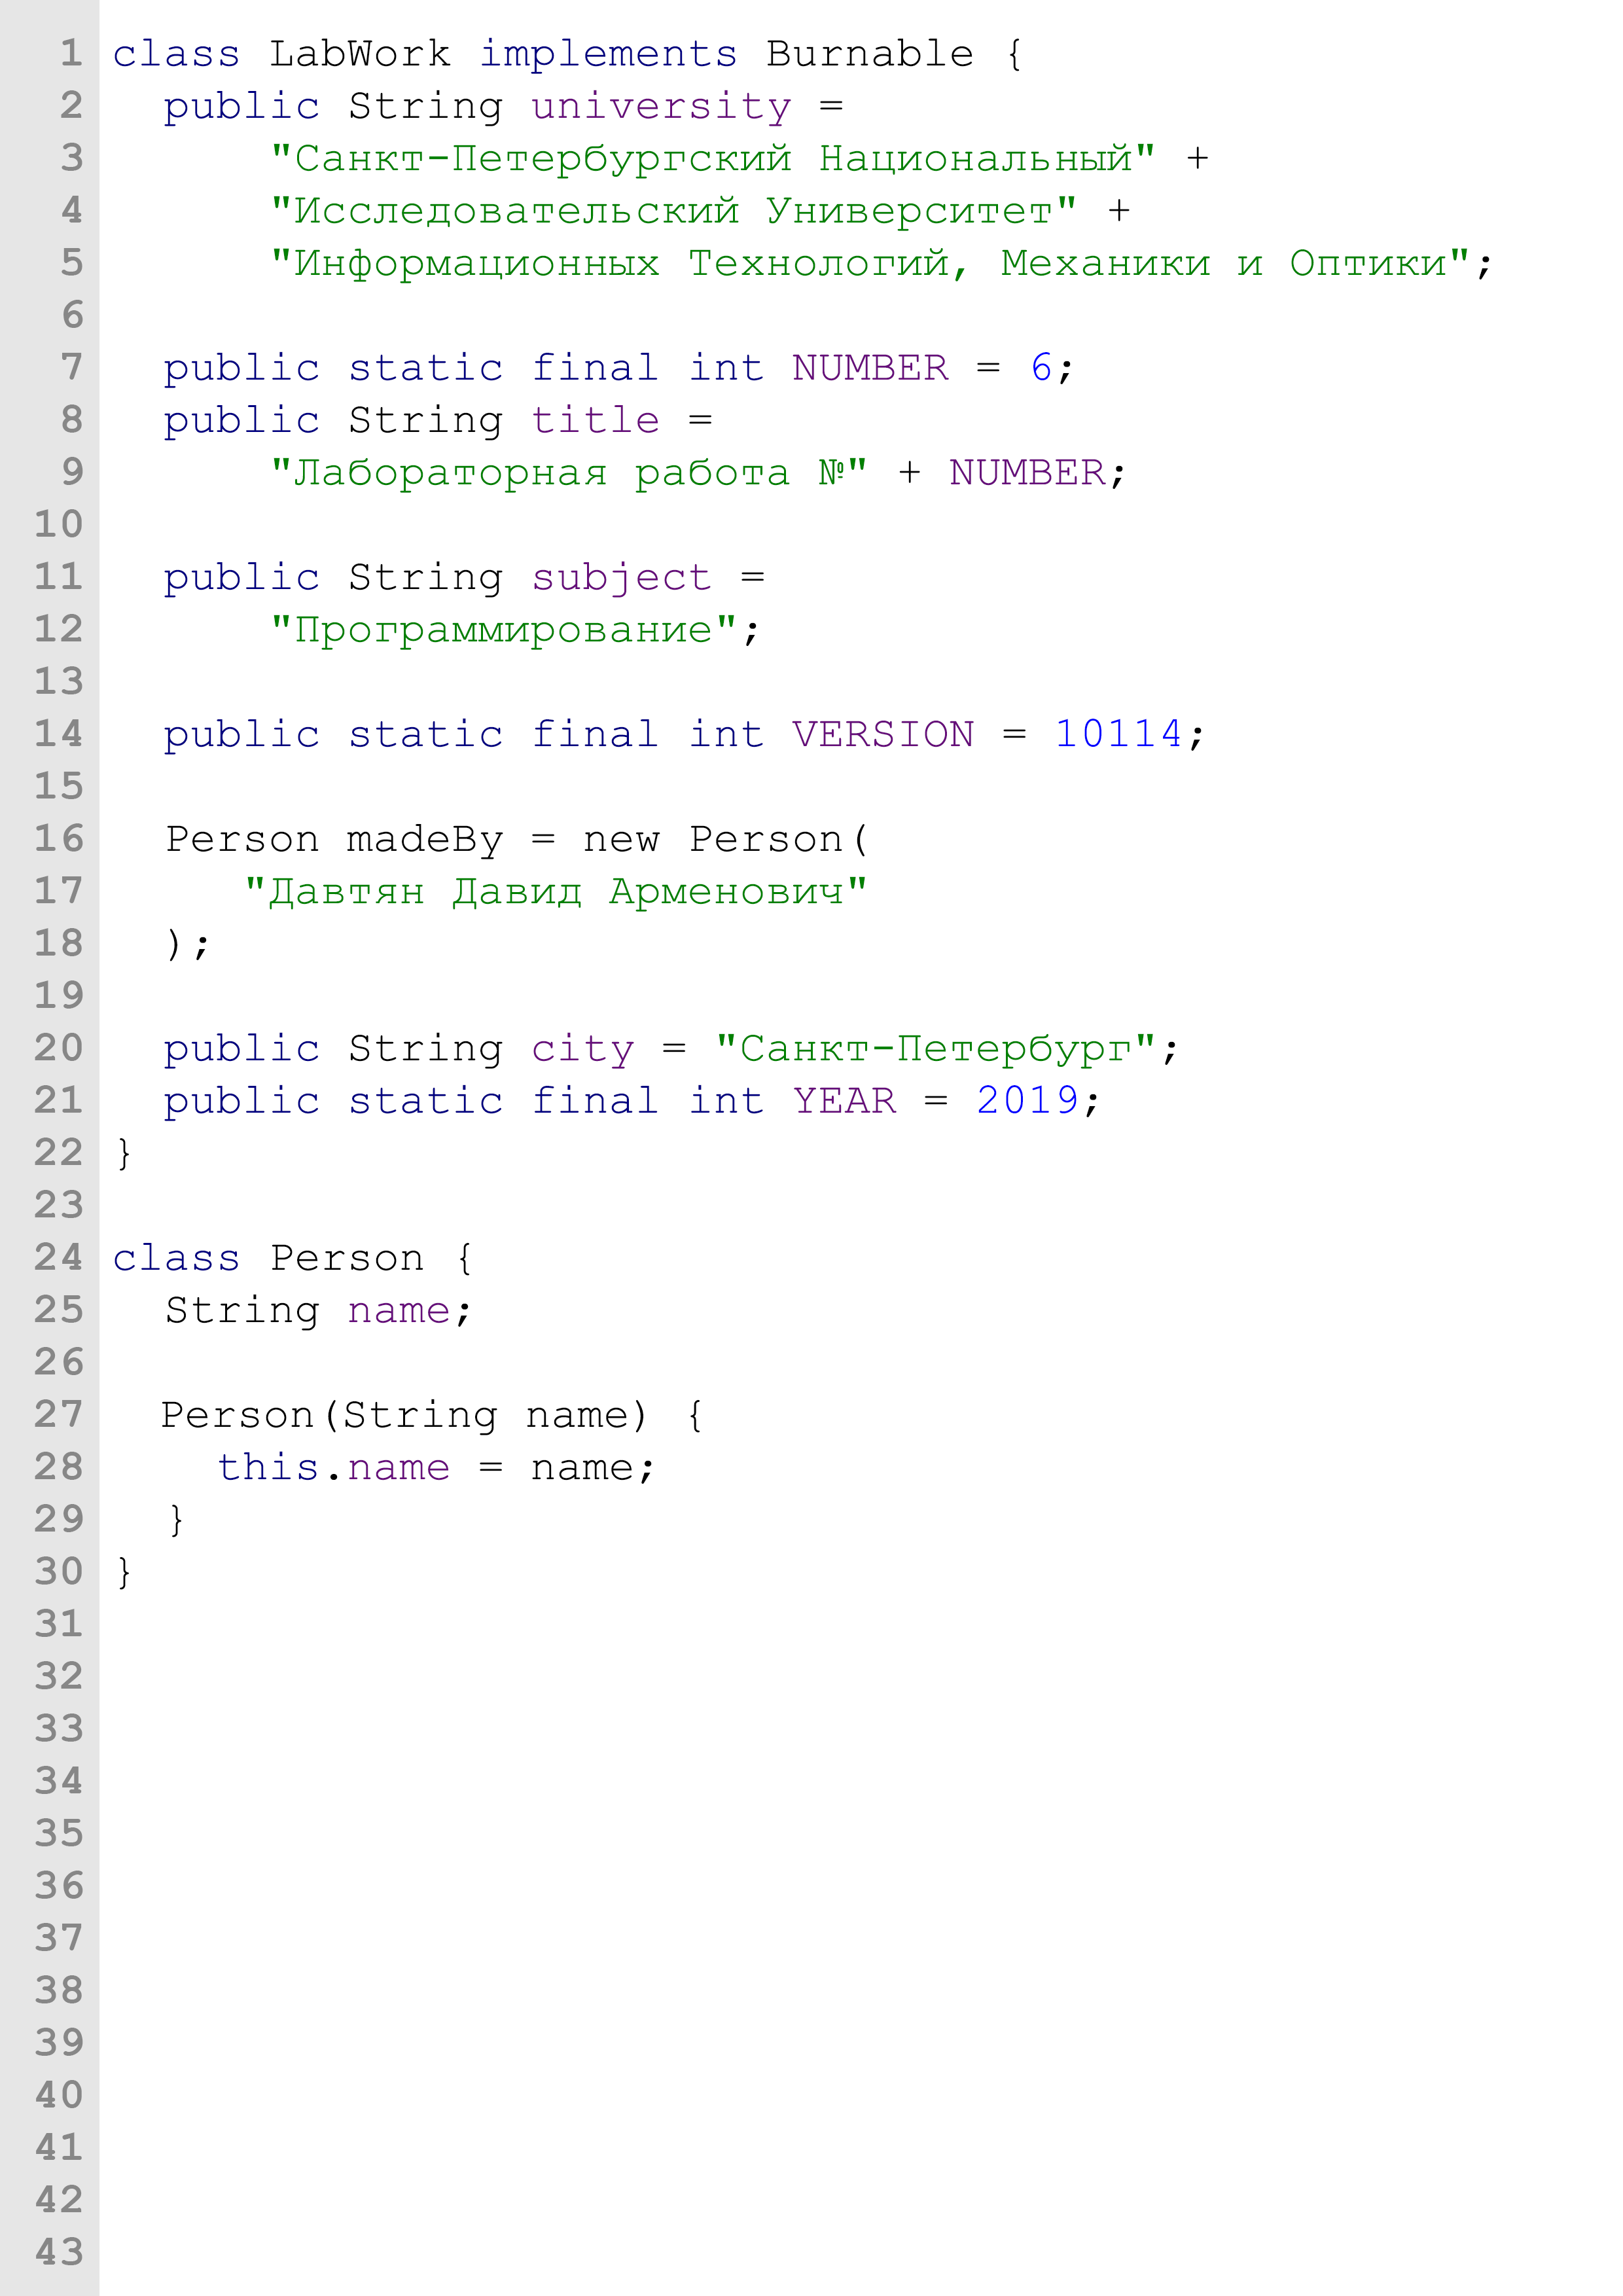 1 class LabWork implements Burnable {
2 public String university =
3 "Санкт-Петербургский Национальный" +
4 "Исследовательский Университет" +
5 "Информационных Технологий, Механики и Оптики";
6
7 public static final int NUMBER = 6;
8 public String title =
9 "Лабораторная работа №" + NUMBER;
10
11 public String subject =
12 "Программирование";
13
14 public static final int VERSION = 10114;
15
16 Person madeBy = new Person(
17 "Давтян Давид Арменович"
18 );
19
20 public String city = "Санкт-Петербург";
21 public static final int YEAR = 2019;
22 }
23
24 class Person {
25 String name;
26
27 Person(String name) {
28 this.name = name;
29 }
30 }
31
32
33
34
35
36
37
38
39
40
41
42
43